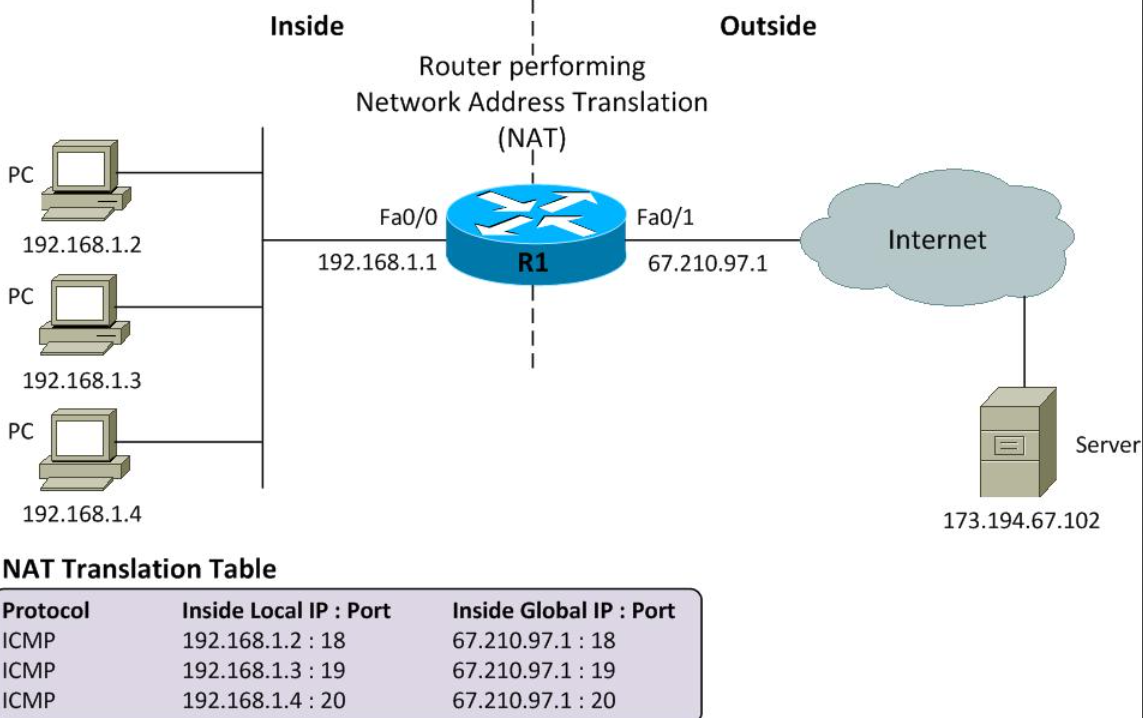 Inside
Outside
Router performing
Network Address Translation
(NAT)
PC
192.168.1.2
PC
192.168.1.3
PC
192.168.1.4
Fa0/0
192.168.1.1
R1
Fa0/1
67.210.97.1
Internet
Server
173.194.67.102
NAT Translation Table
Protocol Inside Local IP : Port Inside Global IP : Port
ICMP 192.168.1.2 : 18 67.210.97.1 : 18
ICMP 192.168.1.3 : 19 67.210.97.1 : 19
ICMP 192.168.1.4 : 20 67.210.97.1 : 20